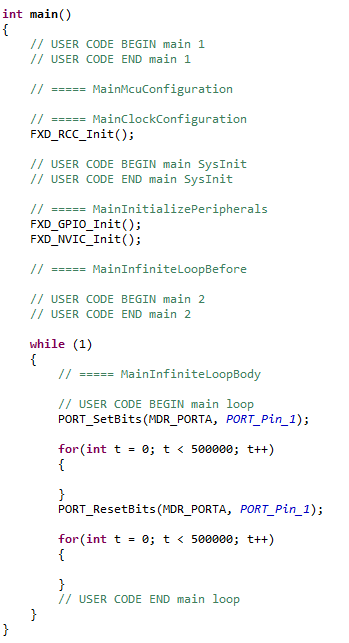 int main()
{
    // USER CODE BEGIN main 1
    // USER CODE END main 1
    // ===== MainMcuConfiguration
    // ===== MainClockConfiguration
    FXD_RCC_Init();
    // USER CODE BEGIN main SysInit
    // USER CODE END main SysInit
    // ===== MainInitializePeripherals
    FXD_GPIO_Init();
    FXD_NVIC_Init();
    // ===== MainInfiniteLoopBefore
    // USER CODE BEGIN main 2
    // USER CODE END main 2
    while (1)
    {
        // ===== MainInfiniteLoopBody
        // USER CODE BEGIN main loop
        PORT_SetBits(MDR_PORTA, PORT_Pin_1);
        for(int t = 0; t < 500000; t++)
        {
        }
        PORT_ResetBits(MDR_PORTA, PORT_Pin_1);
        for(int t = 0; t < 500000; t++)
        {
        }
        // USER CODE END main loop
    }
}